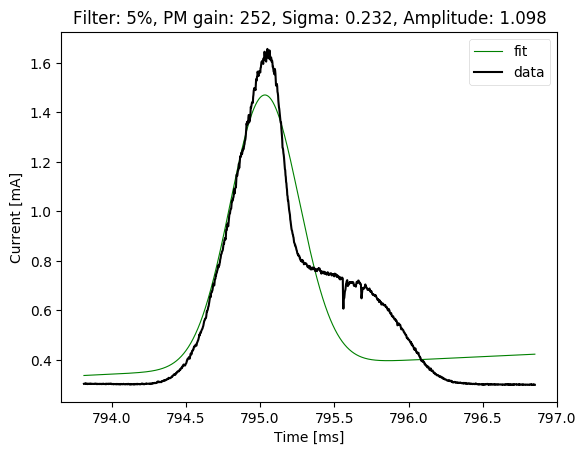 Filter: 5%, PM gain: 252, Sigma: 0.232, Amplitude: 1.098
fit
data
1.6
1.4
1.2
1.0
0.8
0.6
0.4
Current [mA]
794.0 794.5 795.0 795.5 796.0 796.5 797.0
Time [ms]